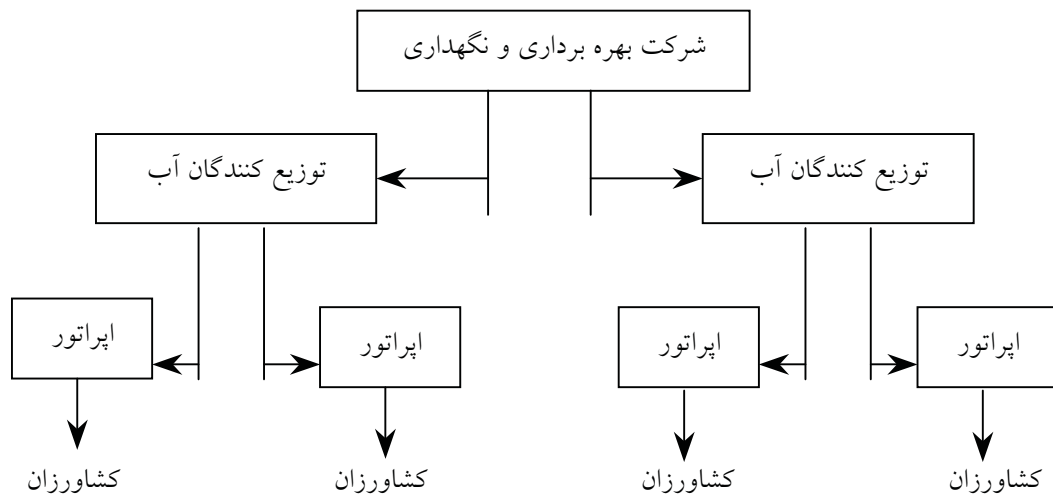 شرکت بهره برداری و نگهداری
توزیع کنندگان آب
توزیع کنندگان آب
اپراتور
اپراتور
اپراتور
اپراتور
کشاورزان
کشاورزان
کشاورزان
کشاورزان